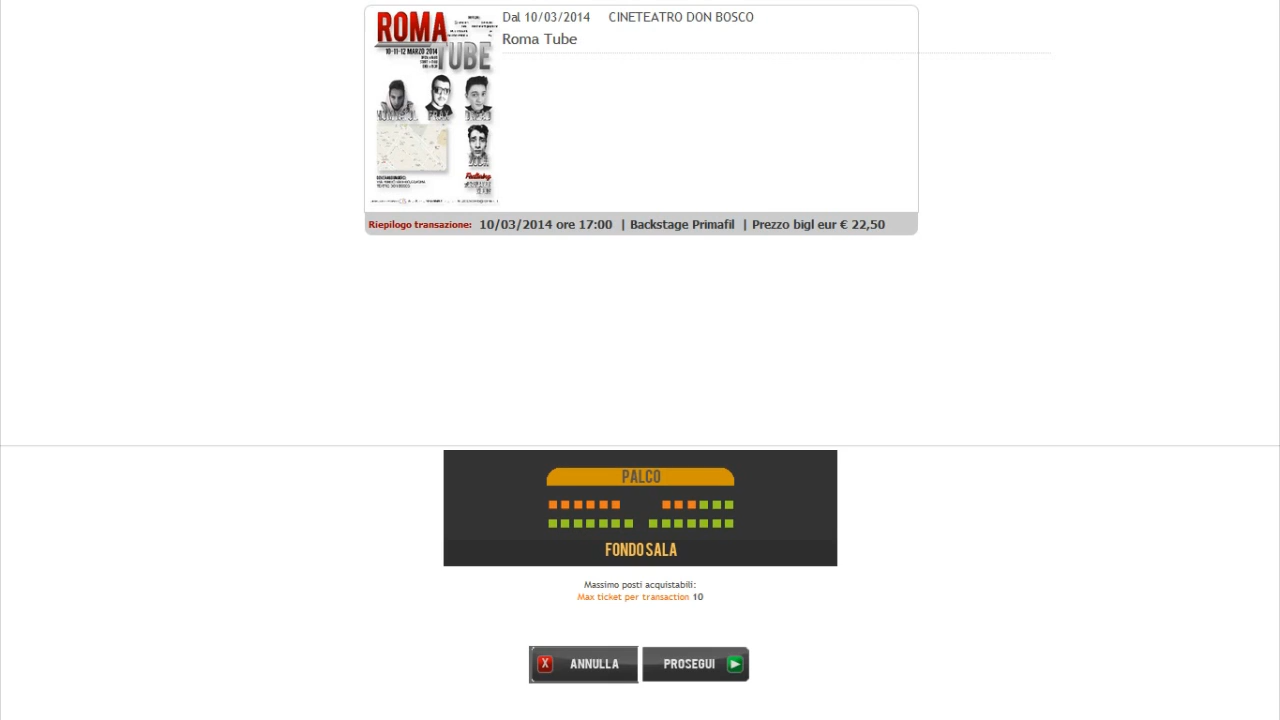 Dal 10/03/2014 CINETEATRO DON BOSCO
Roma Tube
ROMA
TUBE
10-11-12 MARZO 2014
Featuring
Riepilogo transazione: 10/03/2014 ore 17:00 | Backstage Primafil | Prezzo bigl eur € 22,50
PALCO
FONDO SALA
Massimo posti acquistabili:
Max ticket per transaction 10
X ANNULLA PROSEGUI